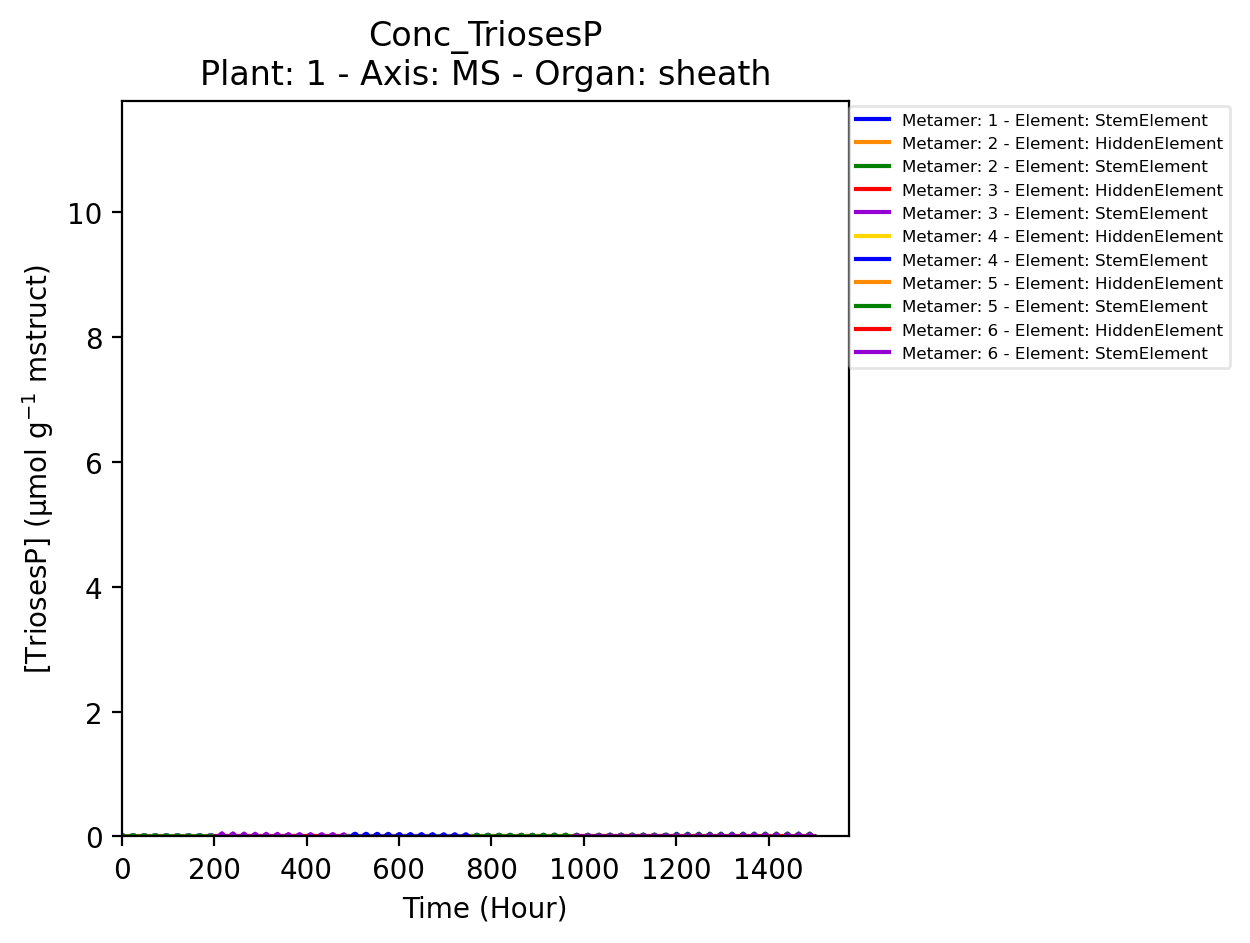 Conc_TriosesP
Plant: 1 - Axis: MS - Organ: sheath
[TriosesP] (µmol g⁻¹ mstruct)
10
8
6
4
2
0
0 200 400 600 800 1000 1200 1400
Time (Hour)
Metamer: 1 - Element: StemElement
Metamer: 2 - Element: HiddenElement
Metamer: 2 - Element: StemElement
Metamer: 3 - Element: HiddenElement
Metamer: 3 - Element: StemElement
Metamer: 4 - Element: HiddenElement
Metamer: 4 - Element: StemElement
Metamer: 5 - Element: HiddenElement
Metamer: 5 - Element: StemElement
Metamer: 6 - Element: HiddenElement
Metamer: 6 - Element: StemElement